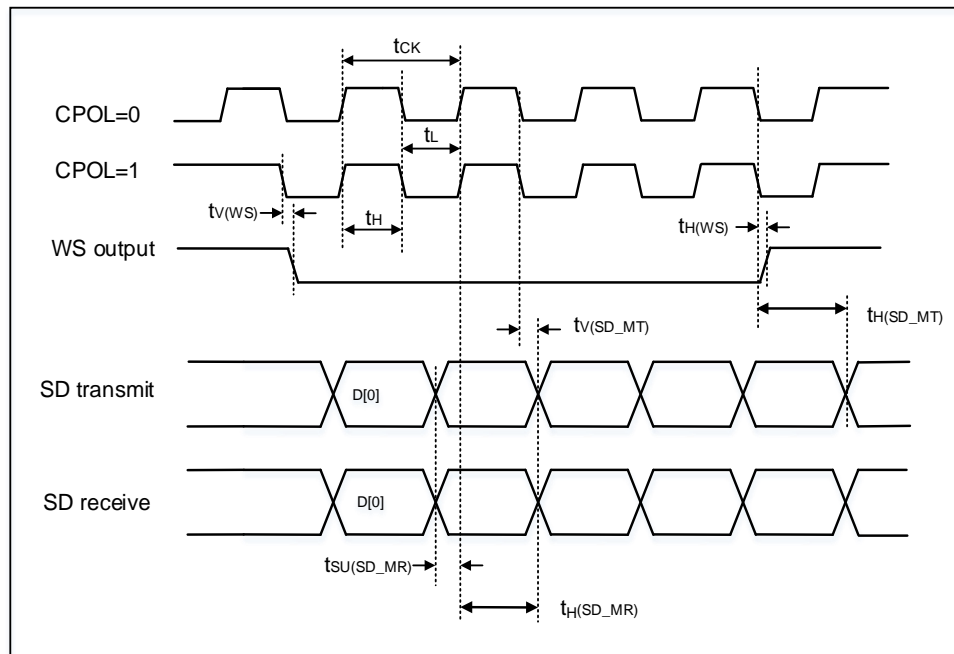 tCK
CPOL=0
tL
CPOL=1
tV(WS)
tH
tH(WS)
WS output
tV(SD_MT)
tH(SD_MT)
SD transmit
D[0]
SD receive
D[0]
tSU(SD_MR)
tH(SD_MR)